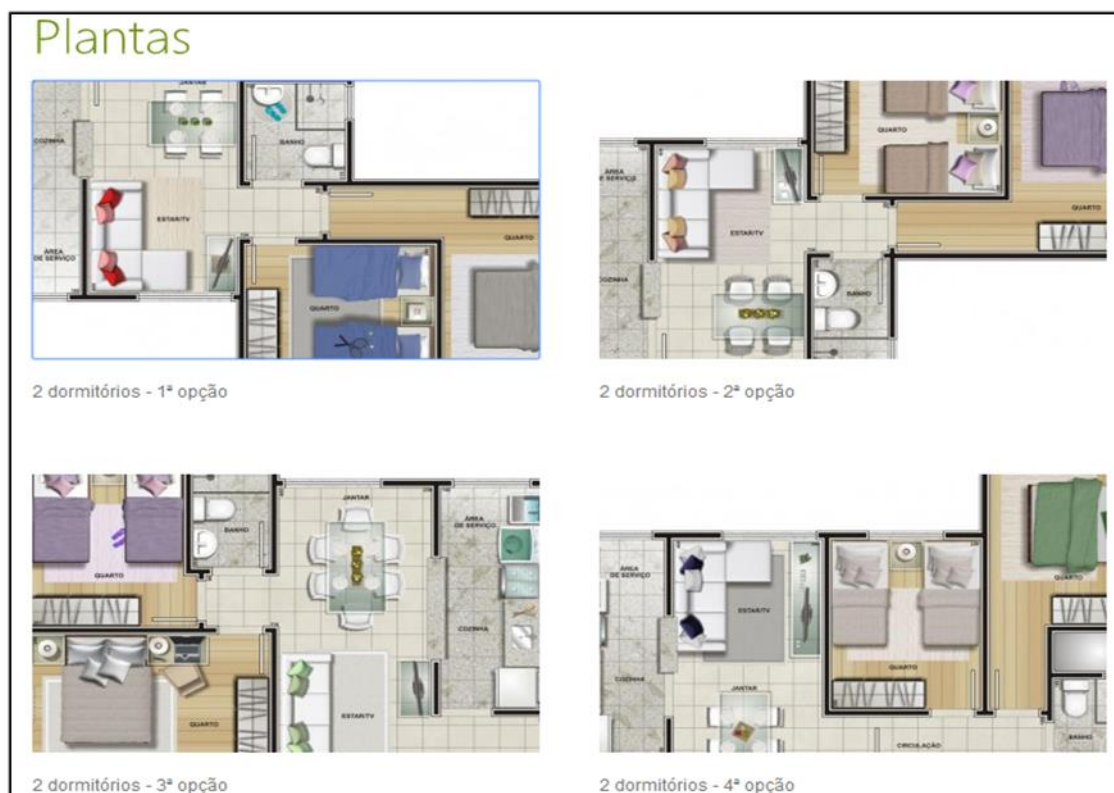 Plantas
JANTAR
COZINHA
BANHO
ESTAR/TV
ÁREA
DE SERVIÇO
QUARTO
QUARTO
2 dormitórios - 1ª opção
QUARTO
ÁREA
DE SERVIÇO
ESTAR/TV
QUARTO
BANHO
2 dormitórios - 2ª opção
JANTAR
ÁREA
DE SERVIÇO
BANHO
QUARTO
COZINHA
ESTAR/TV
QUARTO
2 dormitórios - 3ª opção
ÁREA
DE SERVIÇO
ESTAR/TV
QUARTO
QUARTO
COZINHA
JANTAR
CIRCULAÇÃO
BANHO
2 dormitórios - 4ª opção